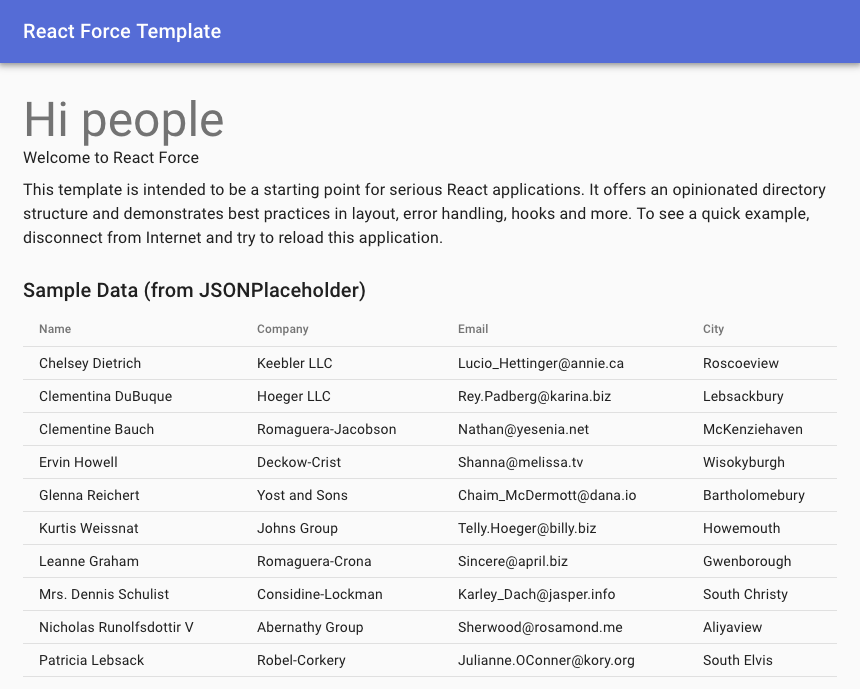 React Force Template
Hi people
Welcome to React Force
This template is intended to be a starting point for serious React applications. It offers an opinionated directory
structure and demonstrates best practices in layout, error handling, hooks and more. To see a quick example,
disconnect from Internet and try to reload this application.
Sample Data (from JSONPlaceholder)
Name Company Email City
Chelsey Dietrich Keebler LLC Lucio_Hettinger@annie.ca Roscoeview
Clementina DuBuque Hoeger LLC Rey.Padberg@karina.biz Lebsackbury
Clementine Bauch Romaguera-Jacobson Nathan@yesenia.net McKenziehaven
Ervin Howell Deckow-Crist Shanna@melissa.tv Wisokyburgh
Glenna Reichert Yost and Sons Chaim_McDermott@dana.io Bartholomebury
Kurtis Weissnat Johns Group Telly.Hoeger@billy.biz Howemouth
Leanne Graham Romaguera-Crona Sincere@april.biz Gwenborough
Mrs. Dennis Schulist Considine-Lockman Karley_Dach@jasper.info South Christy
Nicholas Runolfsdottir V Abernathy Group Sherwood@rosamond.me Aliyaview
Patricia Lebsack Robel-Corkery Julianne.OConner@kory.org South Elvis